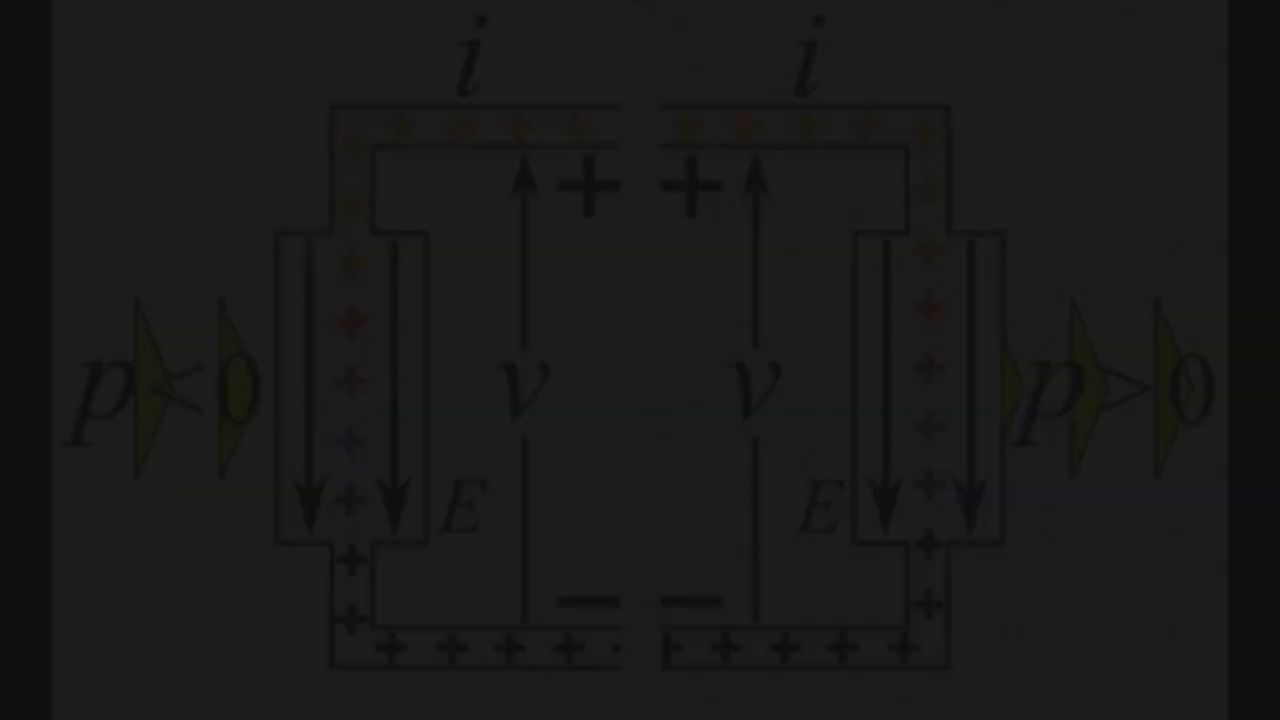 i i
+ +
v v
p < 0 p > 0
E E
− −